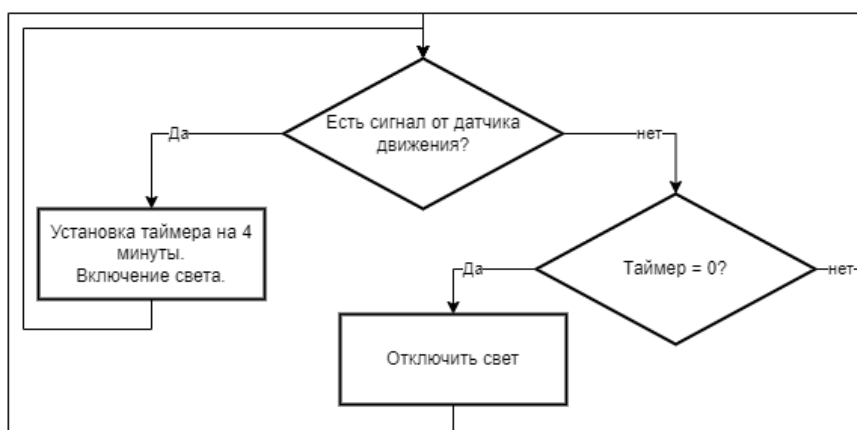 Есть сигнал от датчика
движения?
Да
нет
Установка таймера на 4
минуты.
Включение света.
Таймер = 0?
Да
нет
Отключить свет